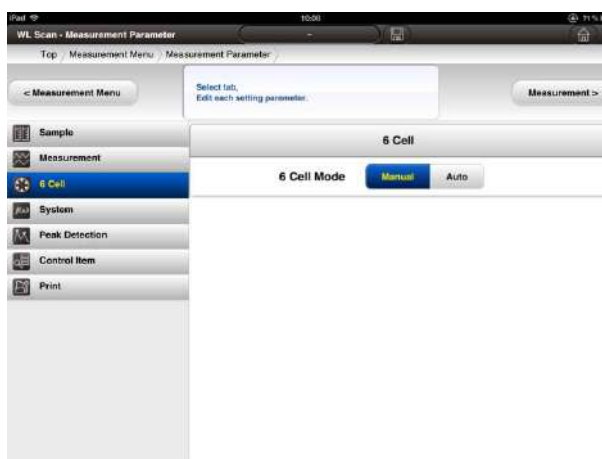 iPad 10:00 71%
WL Scan - Measurement Parameter -
Top / Measurement Menu / Measurement Parameter /
< Measurement Menu
Select tab,
Edit each setting parameter.
Measurement >
Sample
6 Cell
Measurement
6 Cell Mode Manual Auto
6 Cell
System
Peak Detection
Control Item
Print